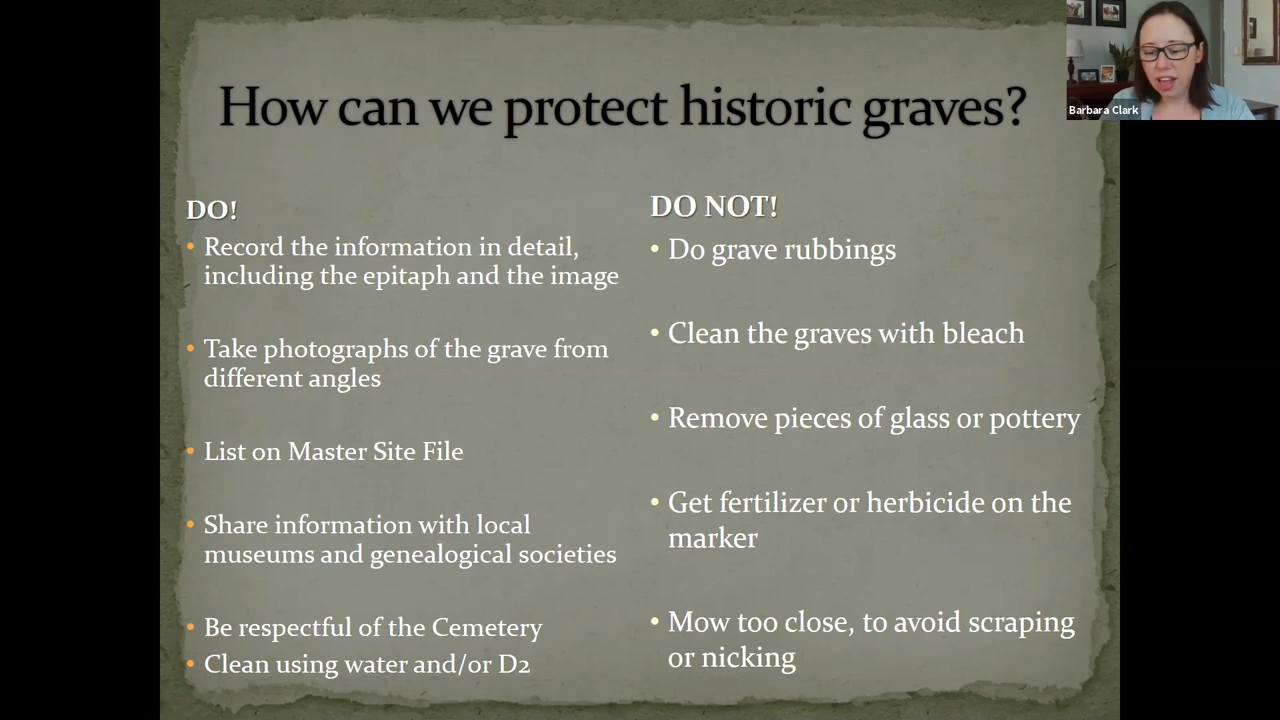 How can we protect historic graves?
Barbara Clark
DO!
• Record the information in detail,
including the epitaph and the image
• Take photographs of the grave from
different angles
• List on Master Site File
• Share information with local
museums and genealogical societies
• Be respectful of the Cemetery
• Clean using water and/or D2
DO NOT!
• Do grave rubbings
• Clean the graves with bleach
• Remove pieces of glass or pottery
• Get fertilizer or herbicide on the
marker
• Mow too close, to avoid scraping
or nicking